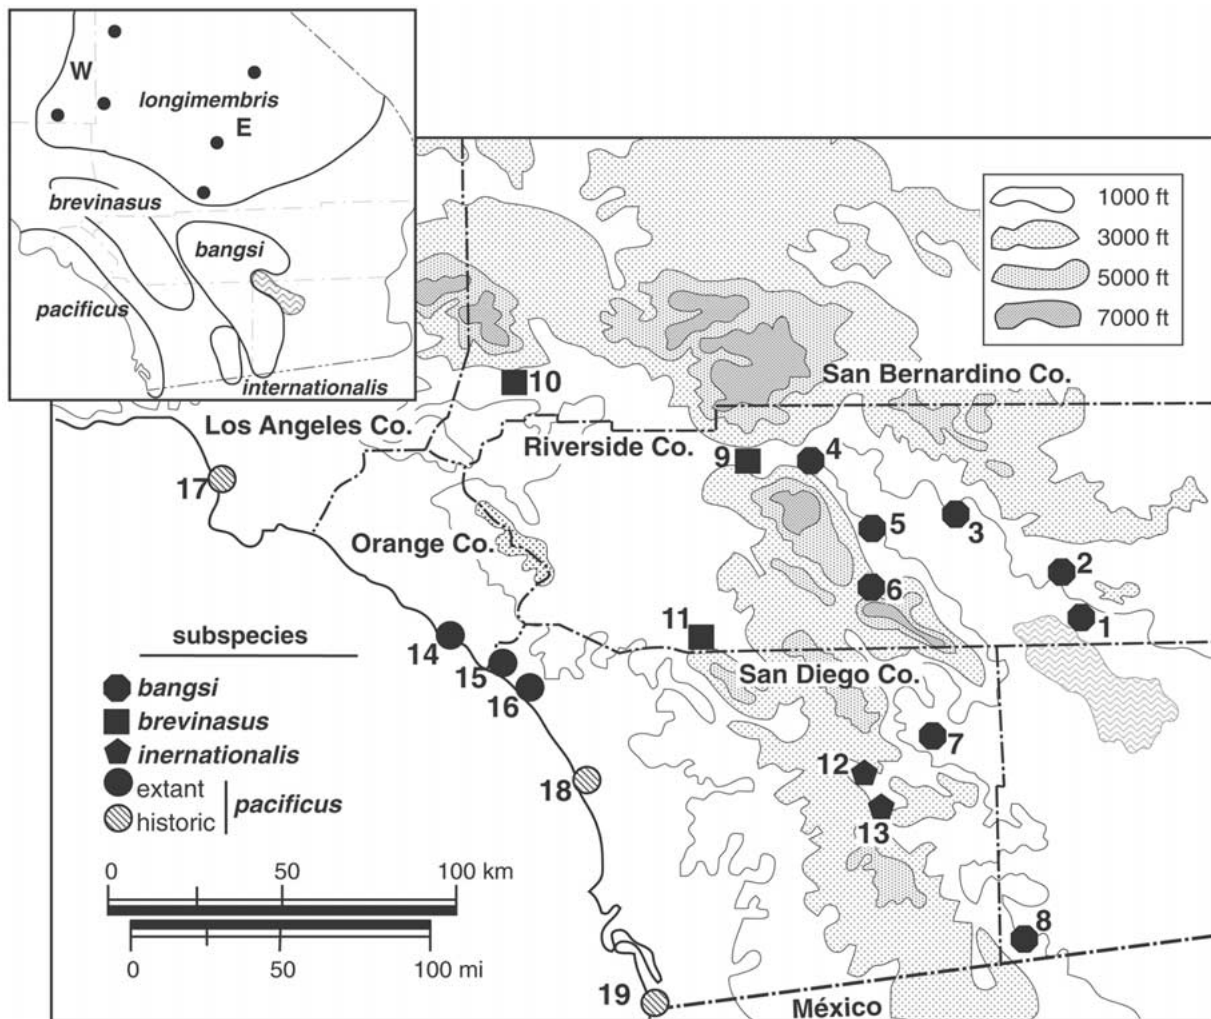 W
longimembris
E
brevinasus
bangsi
pacificus
internationalis
1000 ft
3000 ft
5000 ft
7000 ft
San Bernardino Co.
10
Los Angeles Co.
Riverside Co.
9
4
17
5
3
Orange Co.
2
6
11
1
subspecies
14
15
San Diego Co.
16
bangsi
brevinasus
7
inernationalis
12
extant
18
pacificus
historic
13
0
50
100 km
8
0
50
100 mi
19
México